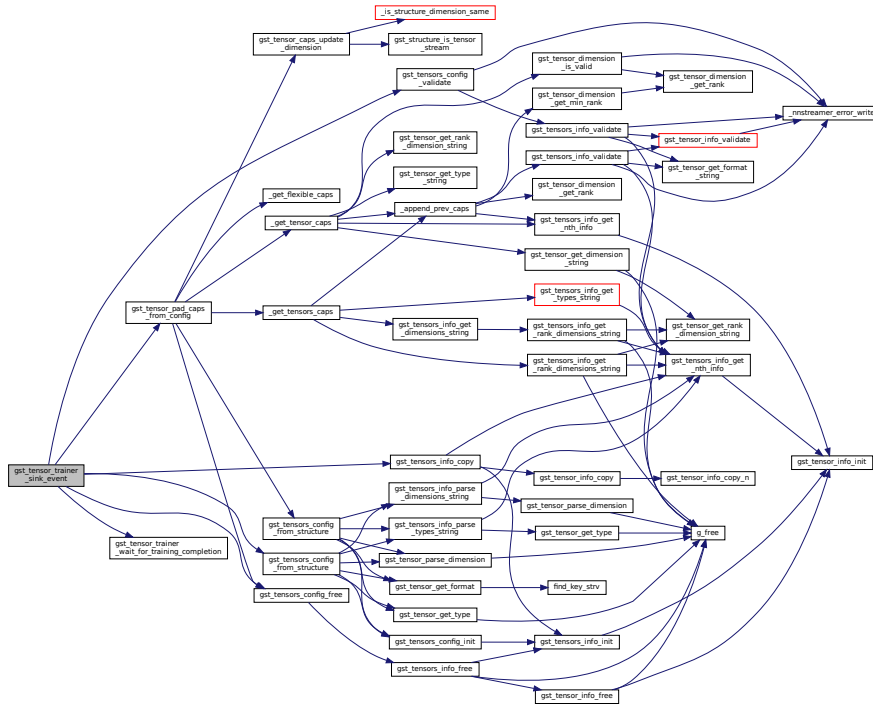 _is_structure_dimension_same
gst_tensor_caps_update
_dimension
gst_structure_is_tensor
_stream
gst_tensor_dimension
_is_valid
gst_tensors_config
_validate
gst_tensor_dimension
_get_rank
gst_tensor_dimension
_get_min_rank
_nnstreamer_error_write
gst_tensors_info_validate
gst_tensor_info_validate
gst_tensor_get_rank
_dimension_string
gst_tensors_info_validate
gst_tensor_get_format
_string
gst_tensor_get_type
_string
gst_tensor_dimension
_get_rank
_get_flexible_caps
_append_prev_caps
_get_tensor_caps
gst_tensors_info_get
_nth_info
gst_tensor_get_dimension
_string
gst_tensors_info_get
_types_string
gst_tensor_pad_caps
_from_config
_get_tensors_caps
gst_tensors_info_get
_dimensions_string
gst_tensors_info_get
_rank_dimensions_string
gst_tensor_get_rank
_dimension_string
gst_tensors_info_get
_rank_dimensions_string
gst_tensors_info_get
_nth_info
gst_tensors_info_copy
gst_tensor_info_init
gst_tensor_trainer
_sink_event
gst_tensor_info_copy
gst_tensor_info_copy_n
gst_tensors_info_parse
_dimensions_string
gst_tensor_parse_dimension
gst_tensors_config
_from_structure
gst_tensors_info_parse
_types_string
gst_tensor_get_type
g_free
gst_tensor_trainer
_wait_for_training_completion
gst_tensors_config
_from_structure
gst_tensor_parse_dimension
gst_tensor_get_format
find_key_strv
gst_tensors_config_free
gst_tensor_get_type
gst_tensors_config_init
gst_tensors_info_init
gst_tensors_info_free
gst_tensor_info_free